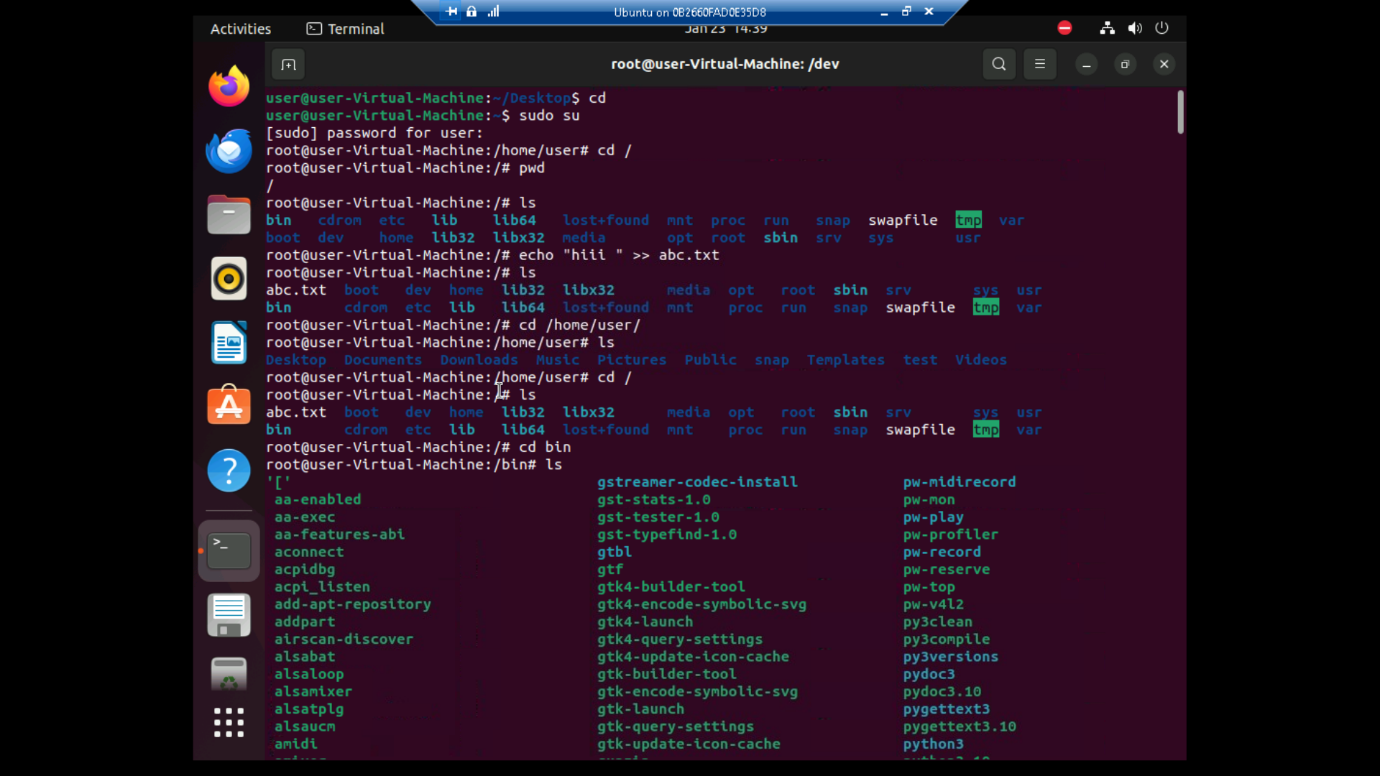 Ubuntu on 0B2660FAD0E35D8
Activities Terminal Jan 23 14:39
root@user-Virtual-Machine: /dev
user@user-Virtual-Machine:~/Desktop$ cd
user@user-Virtual-Machine:~$ sudo su
[sudo] password for user:
root@user-Virtual-Machine:/home/user# cd /
root@user-Virtual-Machine:/# pwd
/
root@user-Virtual-Machine:/# ls
bin cdrom etc lib lib64 lost+found mnt proc run snap swapfile tmp var
boot dev home lib32 libx32 media opt root sbin srv sys usr
root@user-Virtual-Machine:/# echo "hiii " >> abc.txt
root@user-Virtual-Machine:/# ls
abc.txt boot dev home lib32 libx32 media opt root sbin srv sys usr
bin cdrom etc lib lib64 lost+found mnt proc run snap swapfile tmp var
root@user-Virtual-Machine:/# cd /home/user/
root@user-Virtual-Machine:/home/user# ls
Desktop Documents Downloads Music Pictures Public snap Templates test Videos
root@user-Virtual-Machine:/home/user# cd /
root@user-Virtual-Machine:/# ls
abc.txt boot dev home lib32 libx32 media opt root sbin srv sys usr
bin cdrom etc lib lib64 lost+found mnt proc run snap swapfile tmp var
root@user-Virtual-Machine:/# cd bin
root@user-Virtual-Machine:/bin# ls
'[' gstreamer-codec-install pw-midirecord
aa-enabled gst-stats-1.0 pw-mon
aa-exec gst-tester-1.0 pw-play
aa-features-abi gst-typefind-1.0 pw-profiler
aconnect gtbl pw-record
acpidbg gtf pw-reserve
acpi_listen gtk4-builder-tool pw-top
add-apt-repository gtk4-encode-symbolic-svg pw-v4l2
addpart gtk4-launch py3clean
airscan-discover gtk4-query-settings py3compile
alsabat gtk4-update-icon-cache py3versions
alsaloop gtk-builder-tool pydoc3
alsamixer gtk-encode-symbolic-svg pydoc3.10
alsatplg gtk-launch pygettext3
alsaucm gtk-query-settings pygettext3.10
amidi gtk-update-icon-cache python3